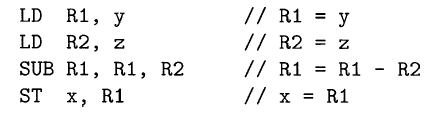 LD R1, y // R1 = y
LD R2, z // R2 = z
SUB R1, R1, R2 // R1 = R1 - R2
ST x, R1 // x = R1